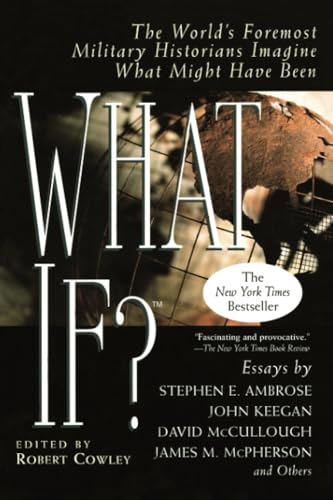 The World's Foremost
Military Historians Imagine
What Might Have Been
WHAT
IF?™
The
New York Times
Bestseller
"Fascinating and provocative."
—The New York Times Book Review
Essays by
STEPHEN E. AMBROSE
JOHN KEEGAN
DAVID McCULLOUGH
JAMES M. McPHERSON
and Others
EDITED BY
ROBERT COWLEY